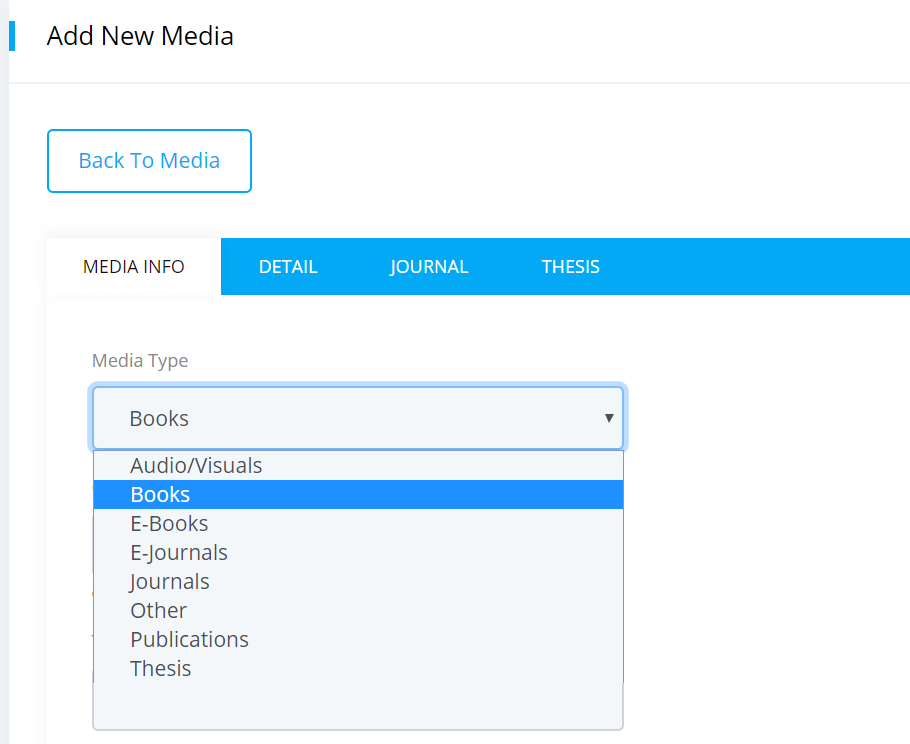 Add New Media
Back To Media
MEDIA INFO DETAIL JOURNAL THESIS
Media Type
Books
Audio/Visuals
Books
E-Books
E-Journals
Journals
Other
Publications
Thesis